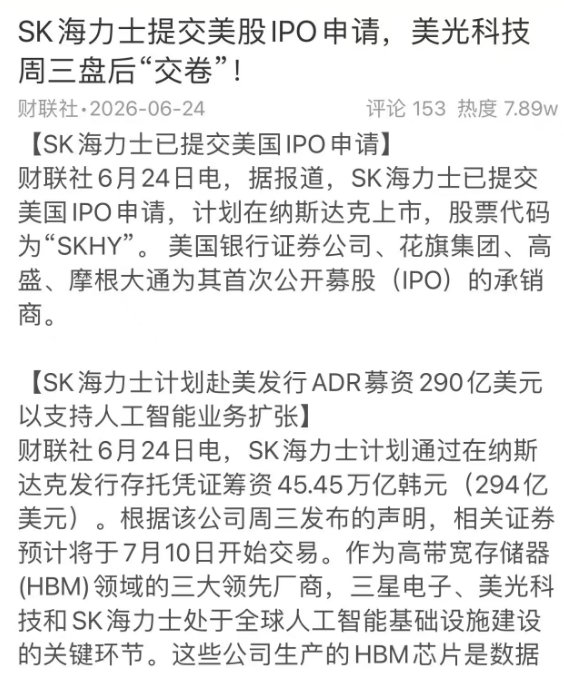 SK海力士提交美股IPO申请，美光科技
周三盘后“交卷”！
财联社·2026-06-24 评论 153 热度 7.89w
【SK海力士已提交美国IPO申请】
财联社6月24日电，据报道，SK海力士已提交
美国IPO申请，计划在纳斯达克上市，股票代码
为“SKHY”。 美国银行证券公司、花旗集团、高
盛、摩根大通为其首次公开募股（IPO）的承销
商。
【SK海力士计划赴美发行ADR募资290亿美元
以支持人工智能业务扩张】
财联社6月24日电，SK海力士计划通过在纳斯
达克发行存托凭证筹资45.45万亿韩元（294亿
美元）。根据该公司周三发布的声明，相关证券
预计将于7月10日开始交易。作为高带宽存储器
(HBM)领域的三大领先厂商，三星电子、美光科
技和SK海力士处于全球人工智能基础设施建设
的关键环节。这些公司生产的HBM芯片是数据